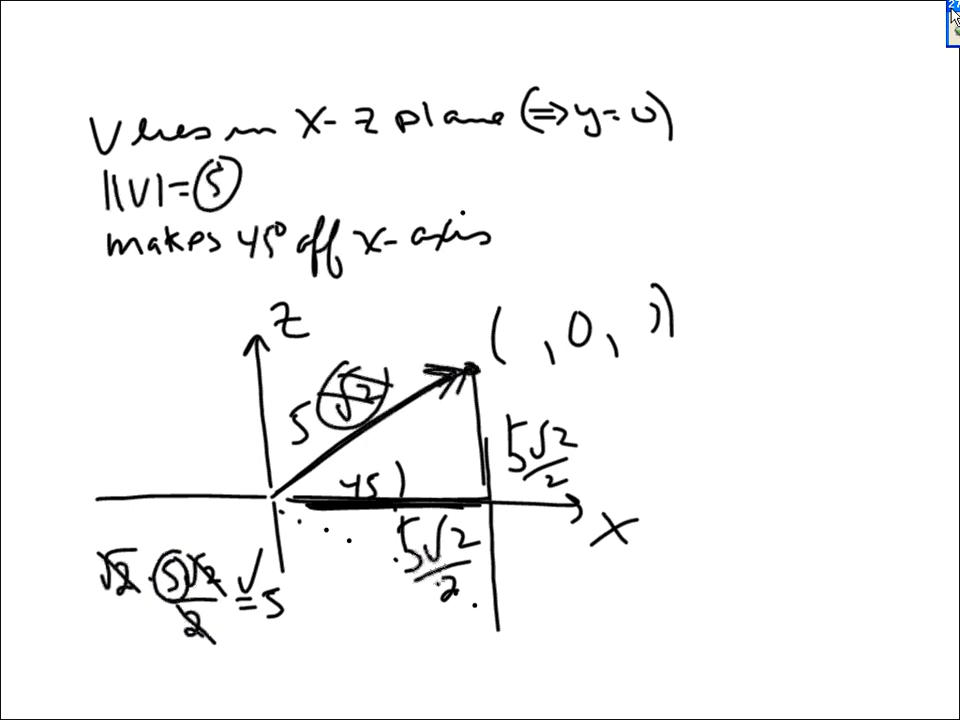 V lies in x-z plane (⇒y=0)
||V||=5
makes 45° off x-axis
Z
( , 0, )
5 √2
5√2/2
45
X
5√2/2
√2 · 5√2/2 = 5 ✓